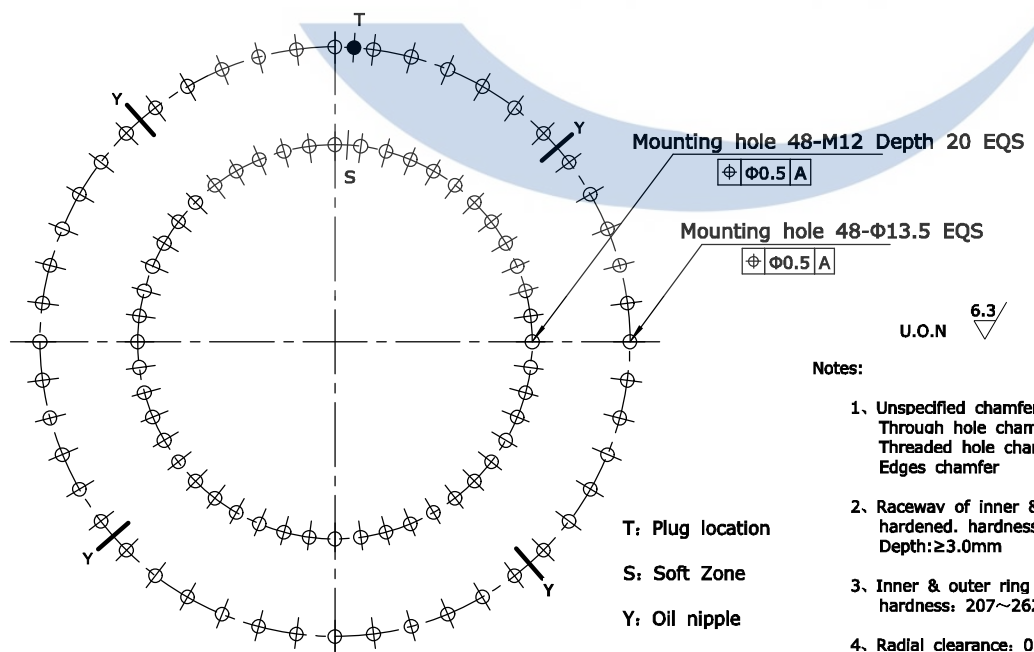 T
Y
Y
S
Mounting hole 48-M12 Depth 20 EQS
⌖ Φ0.5 A
Mounting hole 48-Φ13.5 EQS
⌖ Φ0.5 A
U.O.N 6.3
Notes:
1、Unspecified chamfer
Through hole cham
Threaded hole cha
Edges chamfer
2、Raceway of inner &
hardened. hardness
Depth:≥3.0mm
3、Inner & outer ring
hardness: 207~262
4、Radial clearance: 0
T: Plug location
S: Soft Zone
Y: Oil nipple
Y
Y